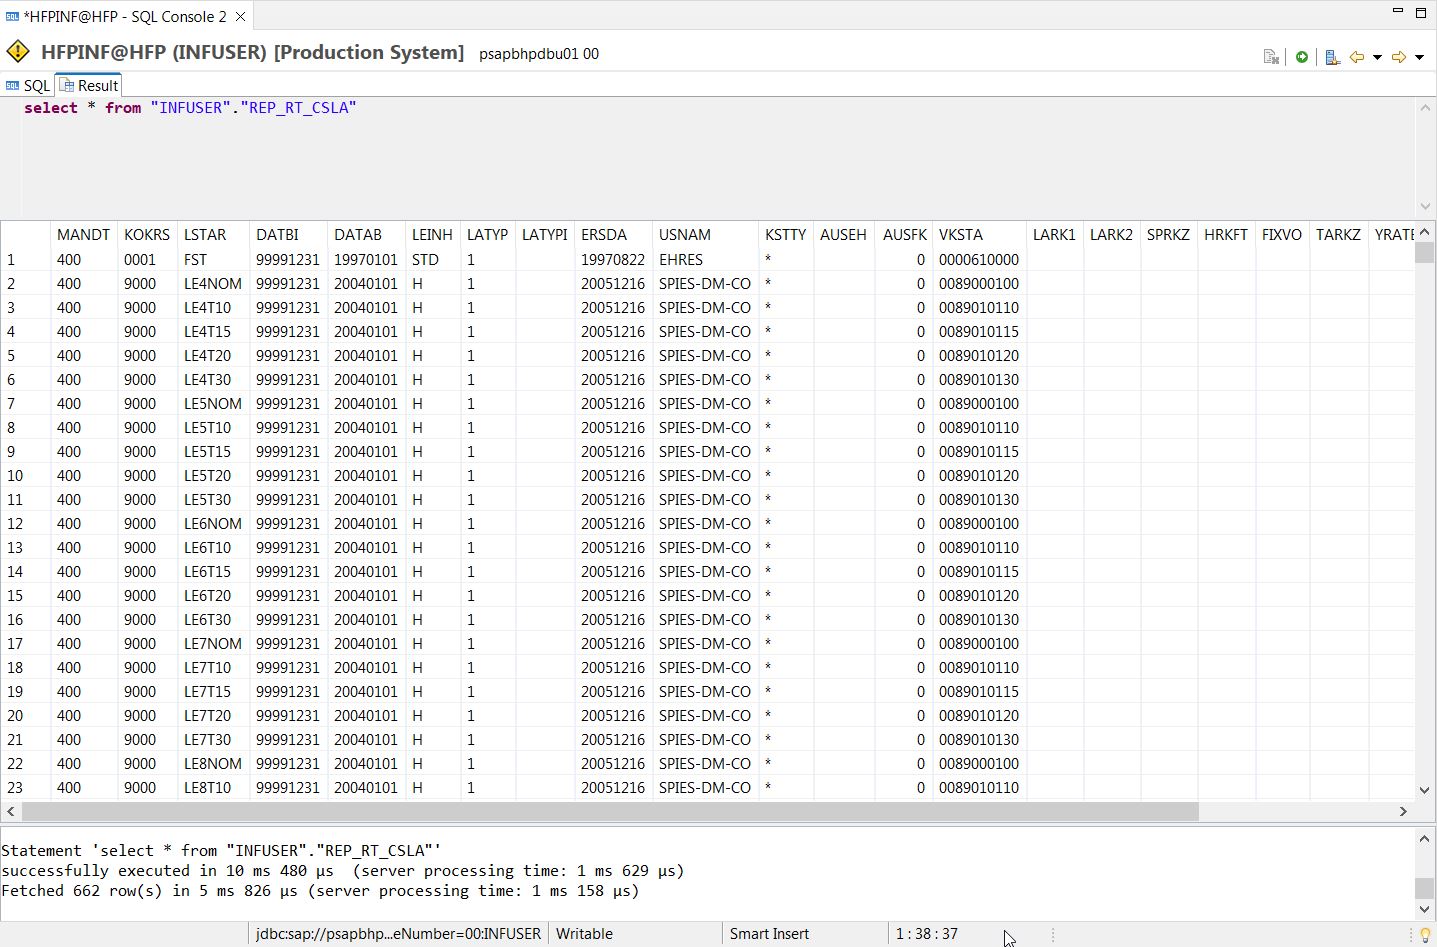 *HFPINF@HFP - SQL Console 2
HFPINF@HFP (INFUSER) [Production System] psapbhpdbu01 00
SQL Result
select * from "INFUSER"."REP_RT_CSLA"
MANDT KOKRS LSTAR DATBI DATAB LEINH LATYP LATYPI ERSDA USNAM KSTTY AUSEH AUSFK VKSTA LARK1 LARK2 SPRKZ HRKFT FIXVO TARKZ YRATE
1 400 0001 FST 99991231 19970101 STD 1 19970822 EHRES * 0 0000610000
2 400 9000 LE4NOM 99991231 20040101 H 1 20051216 SPIES-DM-CO * 0 0089000100
3 400 9000 LE4T10 99991231 20040101 H 1 20051216 SPIES-DM-CO * 0 0089010110
4 400 9000 LE4T15 99991231 20040101 H 1 20051216 SPIES-DM-CO * 0 0089010115
5 400 9000 LE4T20 99991231 20040101 H 1 20051216 SPIES-DM-CO * 0 0089010120
6 400 9000 LE4T30 99991231 20040101 H 1 20051216 SPIES-DM-CO * 0 0089010130
7 400 9000 LE5NOM 99991231 20040101 H 1 20051216 SPIES-DM-CO * 0 0089000100
8 400 9000 LE5T10 99991231 20040101 H 1 20051216 SPIES-DM-CO * 0 0089010110
9 400 9000 LE5T15 99991231 20040101 H 1 20051216 SPIES-DM-CO * 0 0089010115
10 400 9000 LE5T20 99991231 20040101 H 1 20051216 SPIES-DM-CO * 0 0089010120
11 400 9000 LE5T30 99991231 20040101 H 1 20051216 SPIES-DM-CO * 0 0089010130
12 400 9000 LE6NOM 99991231 20040101 H 1 20051216 SPIES-DM-CO * 0 0089000100
13 400 9000 LE6T10 99991231 20040101 H 1 20051216 SPIES-DM-CO * 0 0089010110
14 400 9000 LE6T15 99991231 20040101 H 1 20051216 SPIES-DM-CO * 0 0089010115
15 400 9000 LE6T20 99991231 20040101 H 1 20051216 SPIES-DM-CO * 0 0089010120
16 400 9000 LE6T30 99991231 20040101 H 1 20051216 SPIES-DM-CO * 0 0089010130
17 400 9000 LE7NOM 99991231 20040101 H 1 20051216 SPIES-DM-CO * 0 0089000100
18 400 9000 LE7T10 99991231 20040101 H 1 20051216 SPIES-DM-CO * 0 0089010110
19 400 9000 LE7T15 99991231 20040101 H 1 20051216 SPIES-DM-CO * 0 0089010115
20 400 9000 LE7T20 99991231 20040101 H 1 20051216 SPIES-DM-CO * 0 0089010120
21 400 9000 LE7T30 99991231 20040101 H 1 20051216 SPIES-DM-CO * 0 0089010130
22 400 9000 LE8NOM 99991231 20040101 H 1 20051216 SPIES-DM-CO * 0 0089000100
23 400 9000 LE8T10 99991231 20040101 H 1 20051216 SPIES-DM-CO * 0 0089010110
Statement 'select * from "INFUSER"."REP_RT_CSLA"'
successfully executed in 10 ms 480 µs (server processing time: 1 ms 629 µs)
Fetched 662 row(s) in 5 ms 826 µs (server processing time: 1 ms 158 µs)
jdbc:sap://psapbhp...eNumber=00:INFUSER Writable Smart Insert 1 : 38 : 37